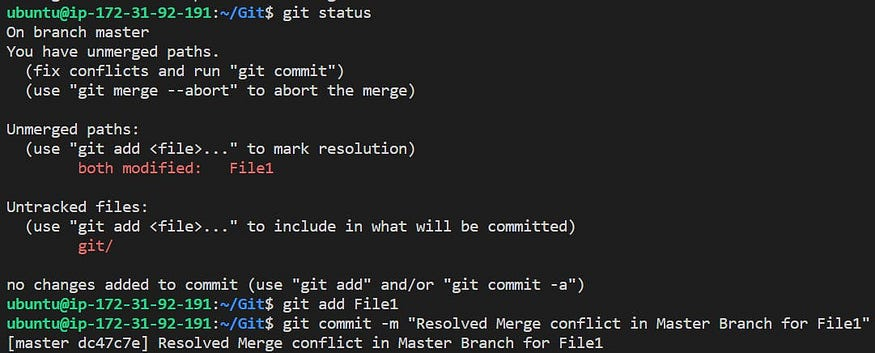 ubuntu@ip-172-31-92-191:~/Git$ git status
On branch master
You have unmerged paths.
  (fix conflicts and run "git commit")
  (use "git merge --abort" to abort the merge)

Unmerged paths:
  (use "git add <file>..." to mark resolution)
        both modified:   File1

Untracked files:
  (use "git add <file>..." to include in what will be committed)
        git/

no changes added to commit (use "git add" and/or "git commit -a")
ubuntu@ip-172-31-92-191:~/Git$ git add File1
ubuntu@ip-172-31-92-191:~/Git$ git commit -m "Resolved Merge conflict in Master Branch for File1"
[master dc47c7e] Resolved Merge conflict in Master Branch for File1